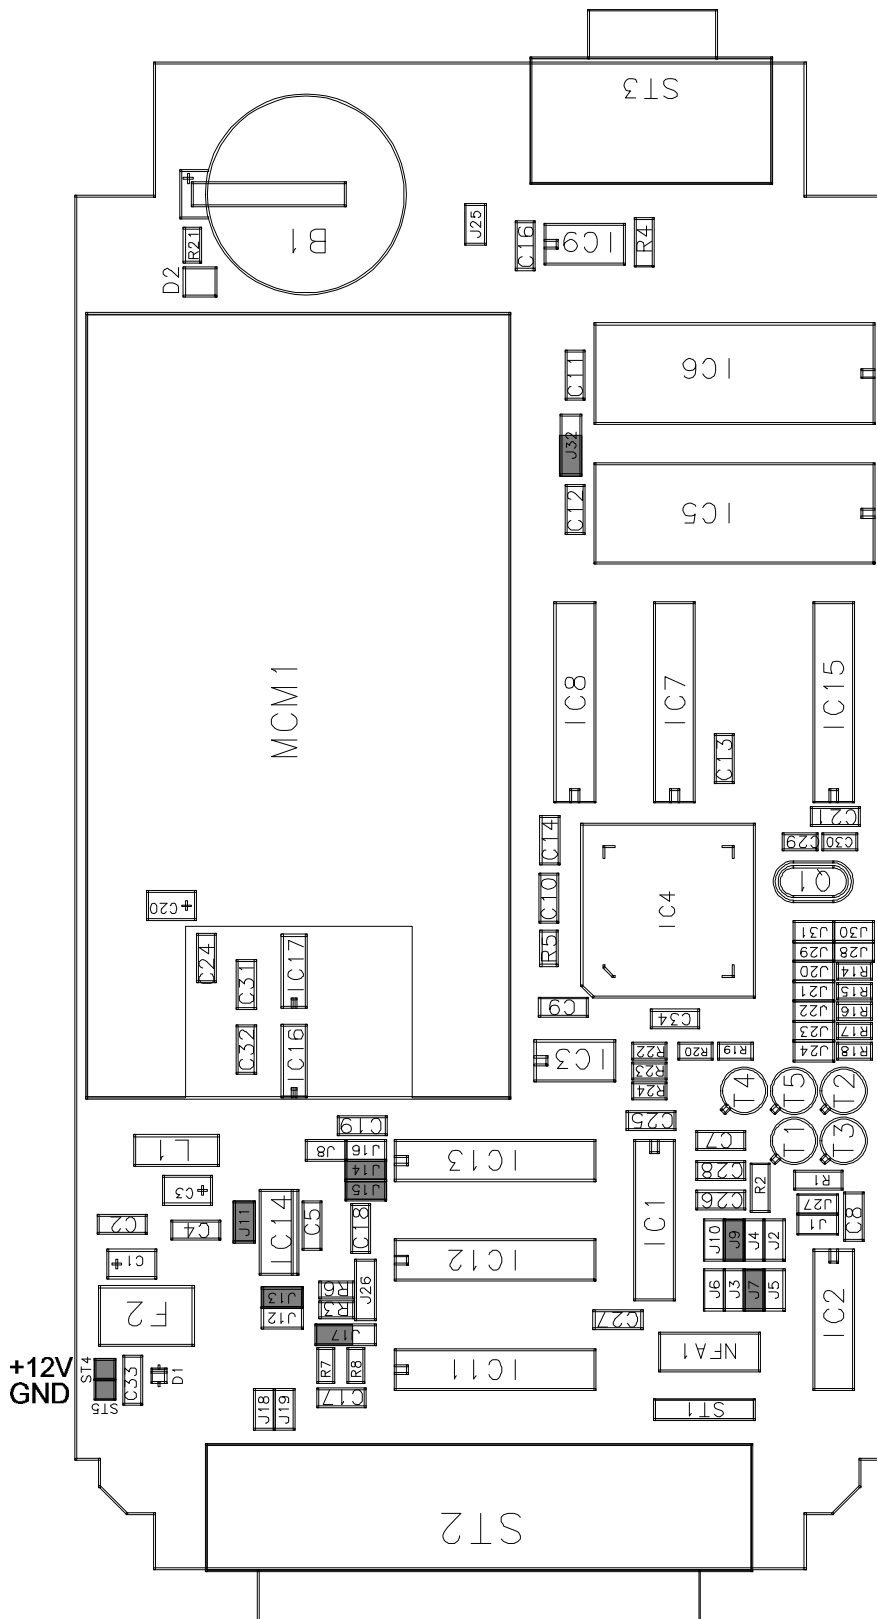 ST3
+
B1
J25
C16
IC9
R4
R21
D2
C11
IC6
J32
C12
IC5
MCM1
IC8
IC7
IC15
C13
C21
C14
C29
C30
Q1
C20
+
C10
IC4
R5
C24
C31
IC17
J31
J30
J29
J28
J20
R14
J21
R15
C9
J22
R16
C34
J23
R17
C32
IC16
IC3
R22
R20
R19
J24
R18
R23
R24
T4
T5
T2
C19
C25
L1
J8
J16
IC13
C7
T1
T3
J14
C28
R2
C3
+
J15
R1
C26
J27
C2
C4
J11
IC14
C5
C18
IC1
J1
C8
J10
J9
J4
J2
C1
+
IC12
F2
J13
R6
J26
J6
J3
J7
J5
IC2
J12
R3
C27
J17
NFA1
+12V
ST4
C33
D1
R7
R8
IC11
GND
ST5
J18
J19
C17
ST1
ST2